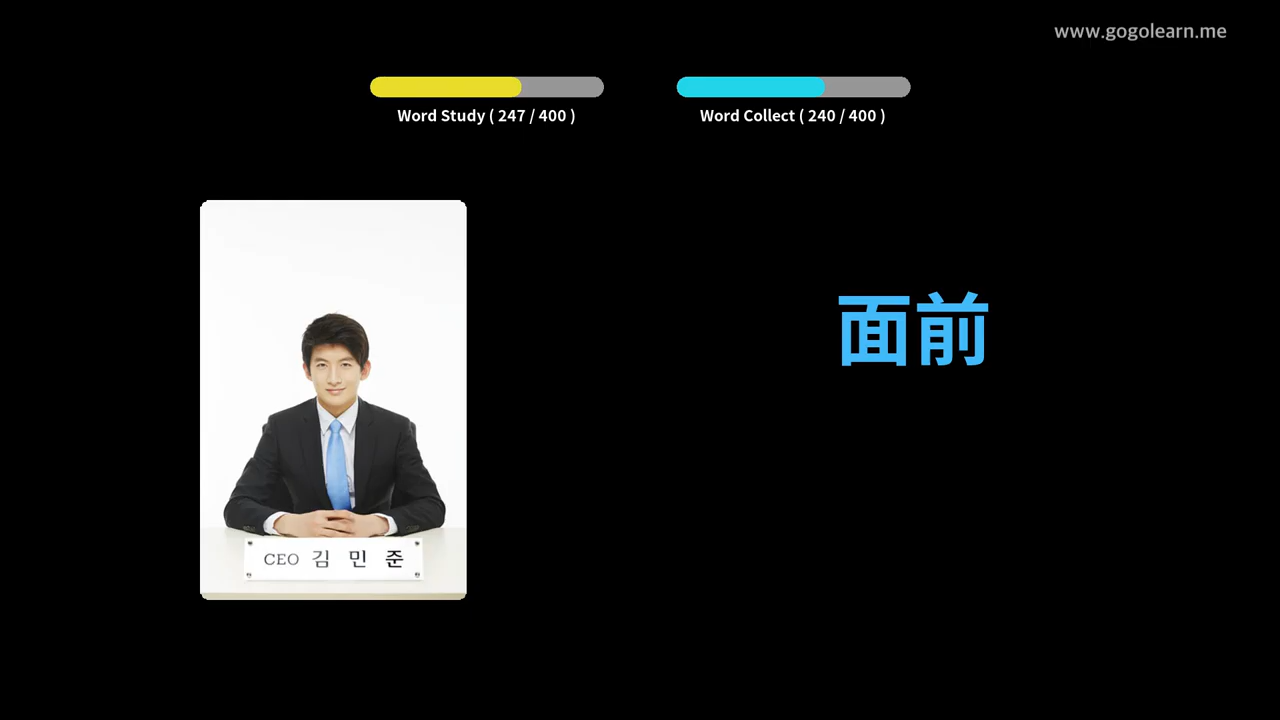 www.gogolearn.me
Word Study ( 247 / 400 )
Word Collect ( 240 / 400 )
面前
CEO 김 민 준